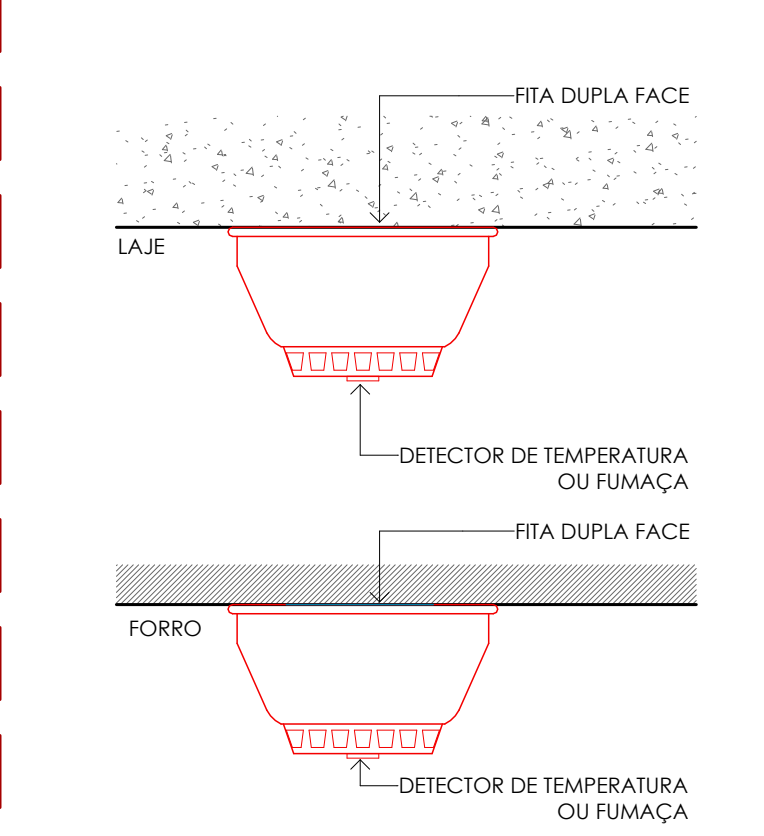 FITA DUPLA FACE
LAJE
DETECTOR DE TEMPERATURA
OU FUMAÇA
FITA DUPLA FACE
FORRO
DETECTOR DE TEMPERATURA
OU FUMAÇA